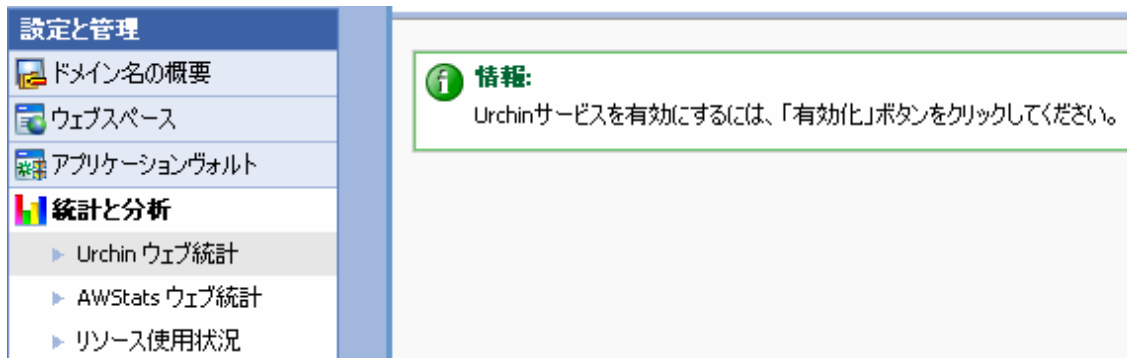 設定と管理
ドメイン名の概要
ウェブスペース
アプリケーションヴォルト
統計と分析
Urchin ウェブ統計
AWStats ウェブ統計
リソース使用状況
情報:
Urchinサービスを有効にするには、「有効化」ボタンをクリックしてください。